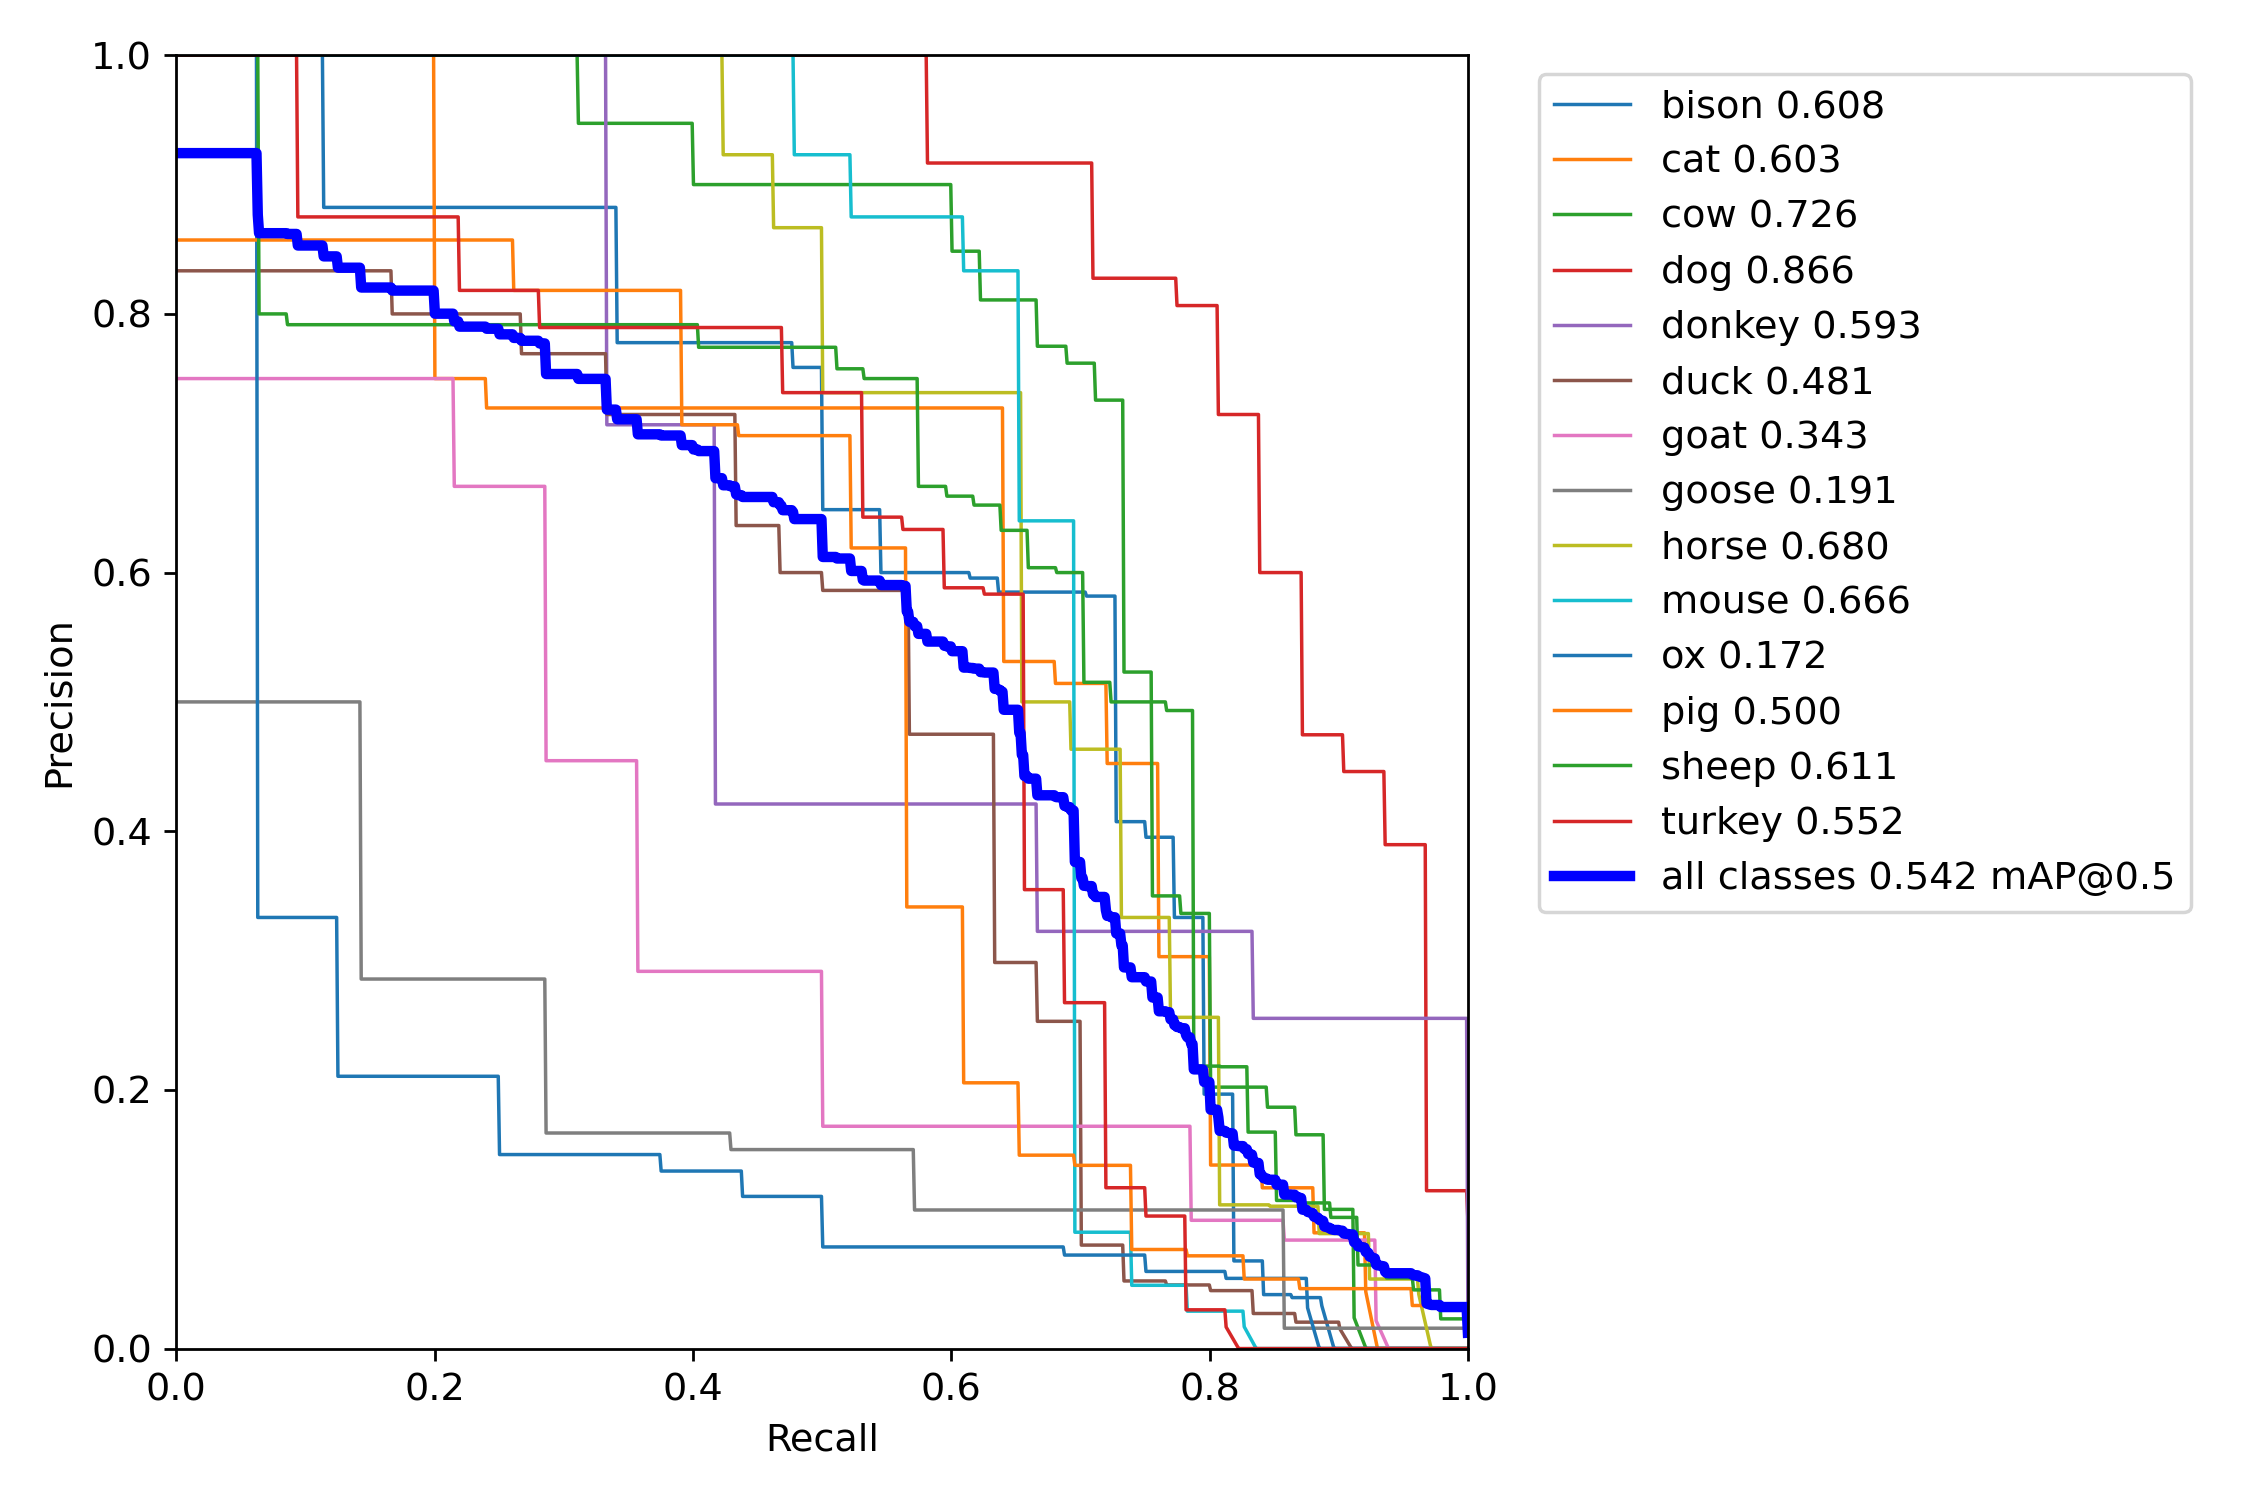 1.0
0.8
0.6
0.4
0.2
0.0
Precision
0.0 0.2 0.4 0.6 0.8 1.0
Recall
bison 0.608
cat 0.603
cow 0.726
dog 0.866
donkey 0.593
duck 0.481
goat 0.343
goose 0.191
horse 0.680
mouse 0.666
ox 0.172
pig 0.500
sheep 0.611
turkey 0.552
all classes 0.542 mAP@0.5